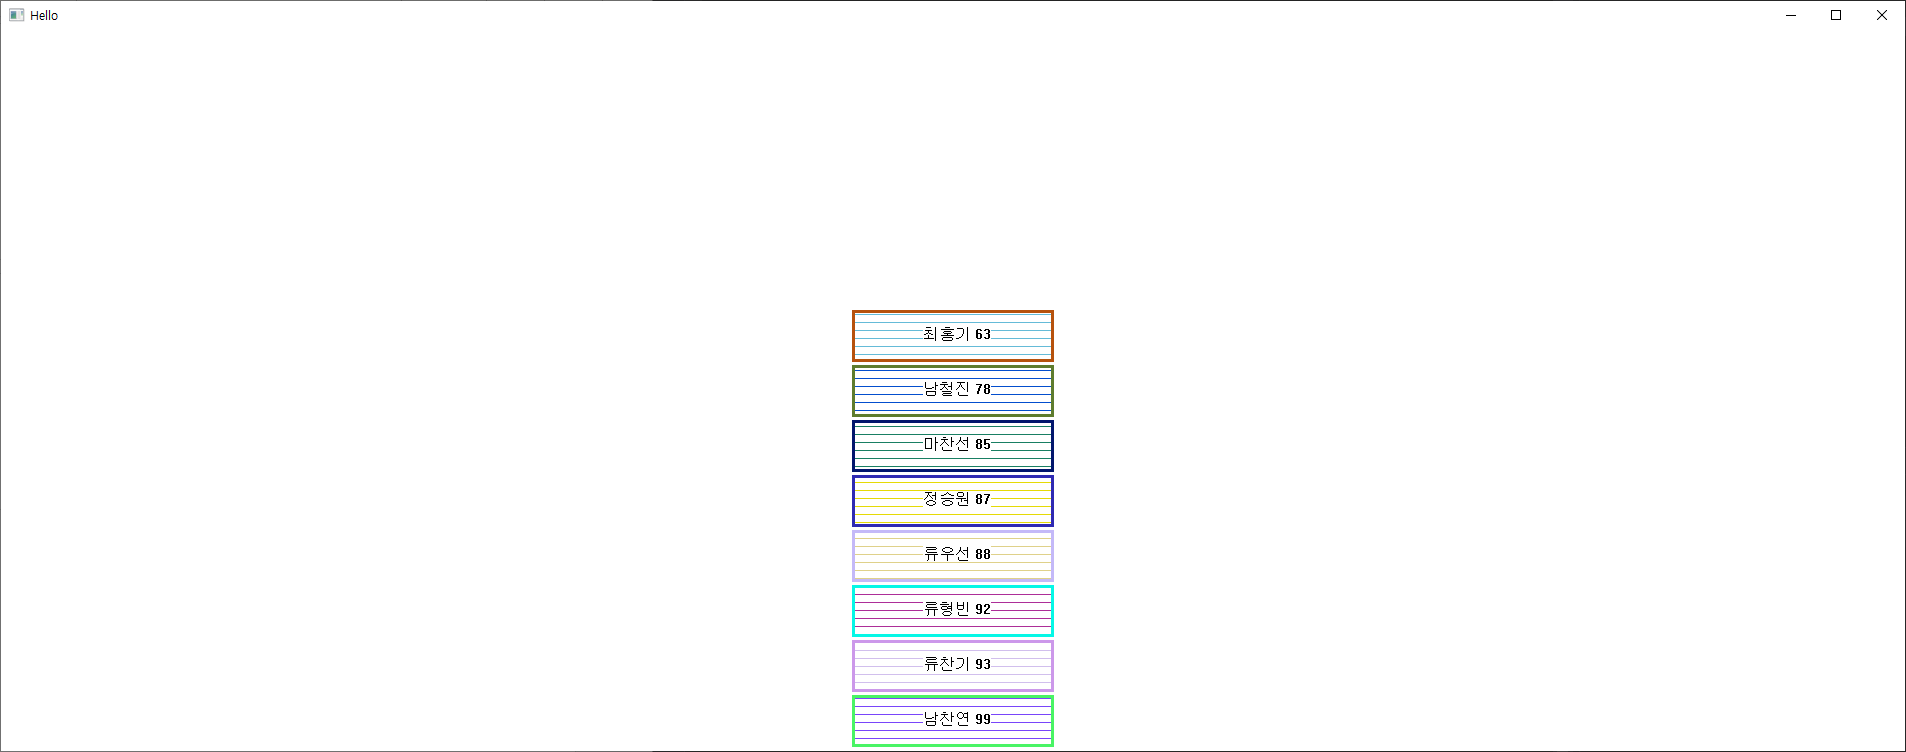 Hello
최홍기 63
남철진 78
마찬선 85
정승원 87
류우선 88
류형빈 92
류찬기 93
남찬연 99